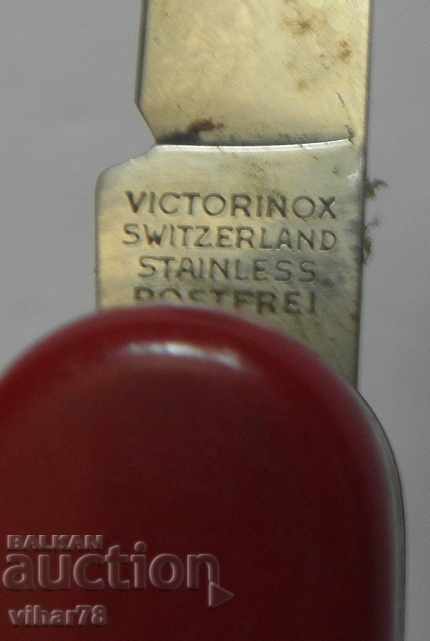 VICTORINOX
SWITZERLAND
STAINLESS
ROSTFREI
BALKAN
auction
vihar78